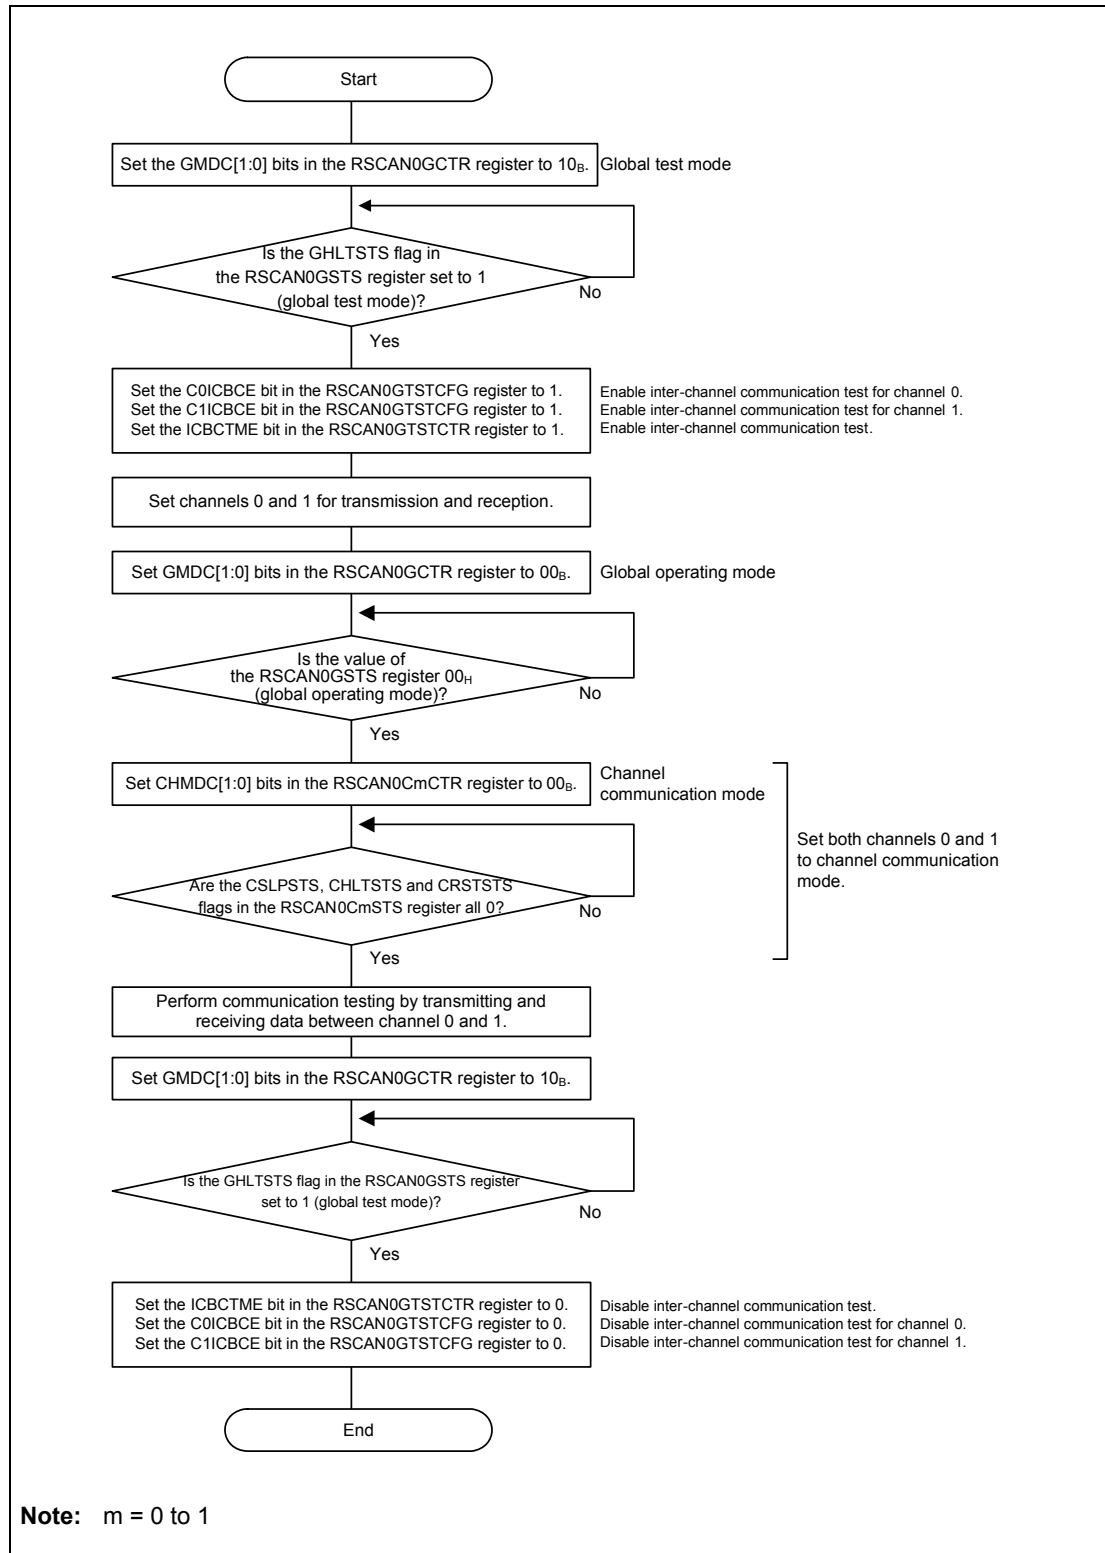 Start
Set the GMDC[1:0] bits in the RSCAN0GCTR register to 10B. Global test mode
Is the GHLTSTS flag in
the RSCAN0GSTS register set to 1
(global test mode)?
No
Yes
Set the C0ICBCE bit in the RSCAN0GTSTCFG register to 1. Enable inter-channel communication test for channel 0.
Set the C1ICBCE bit in the RSCAN0GTSTCFG register to 1. Enable inter-channel communication test for channel 1.
Set the ICBCTME bit in the RSCAN0GTSTCTR register to 1. Enable inter-channel communication test.
Set channels 0 and 1 for transmission and reception.
Set GMDC[1:0] bits in the RSCAN0GCTR register to 00B. Global operating mode
Is the value of
the RSCAN0GSTS register 00H
(global operating mode)?
No
Yes
Set CHMDC[1:0] bits in the RSCAN0CmCTR register to 00B.
Channel
communication mode
Set both channels 0 and 1
to channel communication
mode.
Are the CSLPSTS, CHLTSTS and CRSTSTS
flags in the RSCAN0CmSTS register all 0?
No
Yes
Perform communication testing by transmitting and
receiving data between channel 0 and 1.
Set GMDC[1:0] bits in the RSCAN0GCTR register to 10B.
Is the GHLTSTS flag in the RSCAN0GSTS register
set to 1 (global test mode)?
No
Yes
Set the ICBCTME bit in the RSCAN0GTSTCTR register to 0. Disable inter-channel communication test.
Set the C0ICBCE bit in the RSCAN0GTSTCFG register to 0. Disable inter-channel communication test for channel 0.
Set the C1ICBCE bit in the RSCAN0GTSTCFG register to 0. Disable inter-channel communication test for channel 1.
End
Note: m = 0 to 1